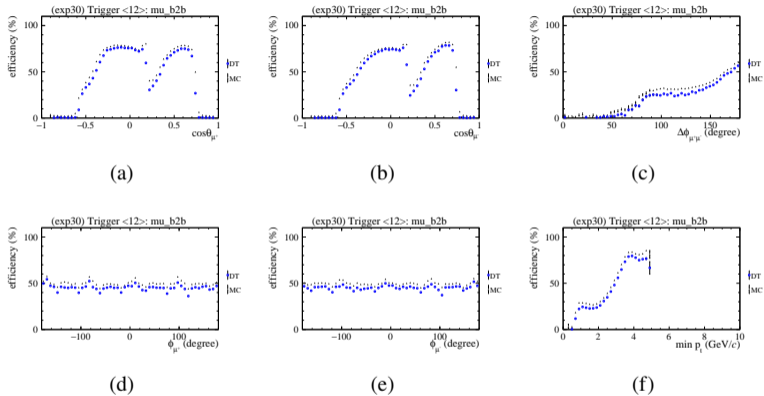 (exp30) Trigger <12>: mu_b2b
efficiency (%)
100
50
0
−1
−0.5
0
0.5
1
cosθμ⁺
DT
MC
(a)
(exp30) Trigger <12>: mu_b2b
efficiency (%)
100
50
0
−1
−0.5
0
0.5
1
cosθμ⁻
DT
MC
(b)
(exp30) Trigger <12>: mu_b2b
efficiency (%)
100
50
0
0
50
100
150
Δϕμ⁺μ⁻ (degree)
DT
MC
(c)
(exp30) Trigger <12>: mu_b2b
efficiency (%)
100
50
0
−100
0
100
ϕμ⁺ (degree)
DT
MC
(d)
(exp30) Trigger <12>: mu_b2b
efficiency (%)
100
50
0
−100
0
100
ϕμ⁻ (degree)
DT
MC
(e)
(exp30) Trigger <12>: mu_b2b
efficiency (%)
100
50
0
0
2
4
6
8
10
min pt (GeV/c)
DT
MC
(f)